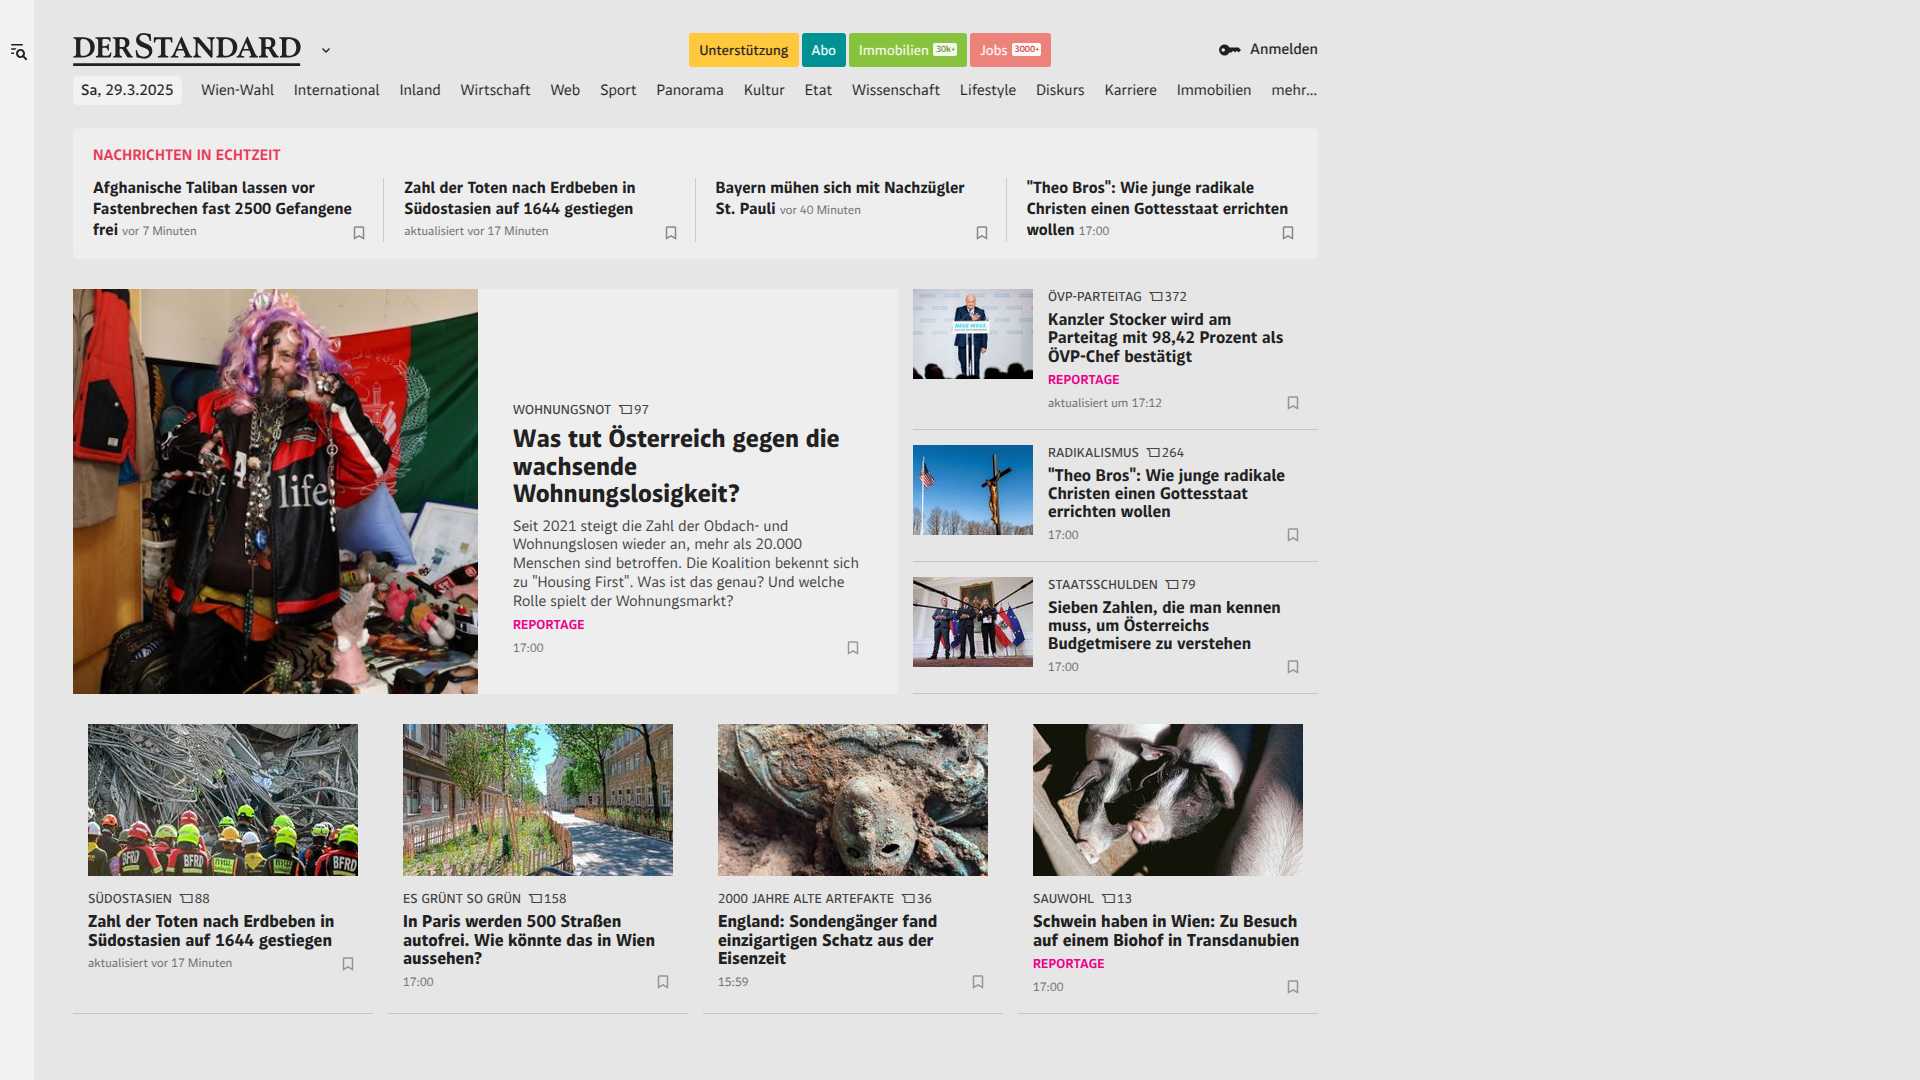 DERSTANDARD
Unterstützung
Abo
Immobilien 30k+
Jobs 3000+
Anmelden
Sa, 29.3.2025
Wien-Wahl
International
Inland
Wirtschaft
Web
Sport
Panorama
Kultur
Etat
Wissenschaft
Lifestyle
Diskurs
Karriere
Immobilien
mehr...
NACHRICHTEN IN ECHTZEIT
Afghanische Taliban lassen vor
Fastenbrechen fast 2500 Gefangene
frei vor 7 Minuten
Zahl der Toten nach Erdbeben in
Südostasien auf 1644 gestiegen
aktualisiert vor 17 Minuten
Bayern mühen sich mit Nachzügler
St. Pauli vor 40 Minuten
"Theo Bros": Wie junge radikale
Christen einen Gottesstaat errichten
wollen 17:00
life
WOHNUNGSNOT 97
Was tut Österreich gegen die
wachsende
Wohnungslosigkeit?
Seit 2021 steigt die Zahl der Obdach- und
Wohnungslosen wieder an, mehr als 20.000
Menschen sind betroffen. Die Koalition bekennt sich
zu "Housing First". Was ist das genau? Und welche
Rolle spielt der Wohnungsmarkt?
REPORTAGE
17:00
ÖVP-PARTEITAG 372
Kanzler Stocker wird am
Parteitag mit 98,42 Prozent als
ÖVP-Chef bestätigt
REPORTAGE
aktualisiert um 17:12
RADIKALISMUS 264
"Theo Bros": Wie junge radikale
Christen einen Gottesstaat
errichten wollen
17:00
STAATSSCHULDEN 79
Sieben Zahlen, die man kennen
muss, um Österreichs
Budgetmisere zu verstehen
17:00
BFRD
BFRD
BFRD
SÜDOSTASIEN 88
Zahl der Toten nach Erdbeben in
Südostasien auf 1644 gestiegen
aktualisiert vor 17 Minuten
ES GRÜNT SO GRÜN 158
In Paris werden 500 Straßen
autofrei. Wie könnte das in Wien
aussehen?
17:00
2000 JAHRE ALTE ARTEFAKTE 36
England: Sondengänger fand
einzigartigen Schatz aus der
Eisenzeit
15:59
SAUWOHL 13
Schwein haben in Wien: Zu Besuch
auf einem Biohof in Transdanubien
REPORTAGE
17:00